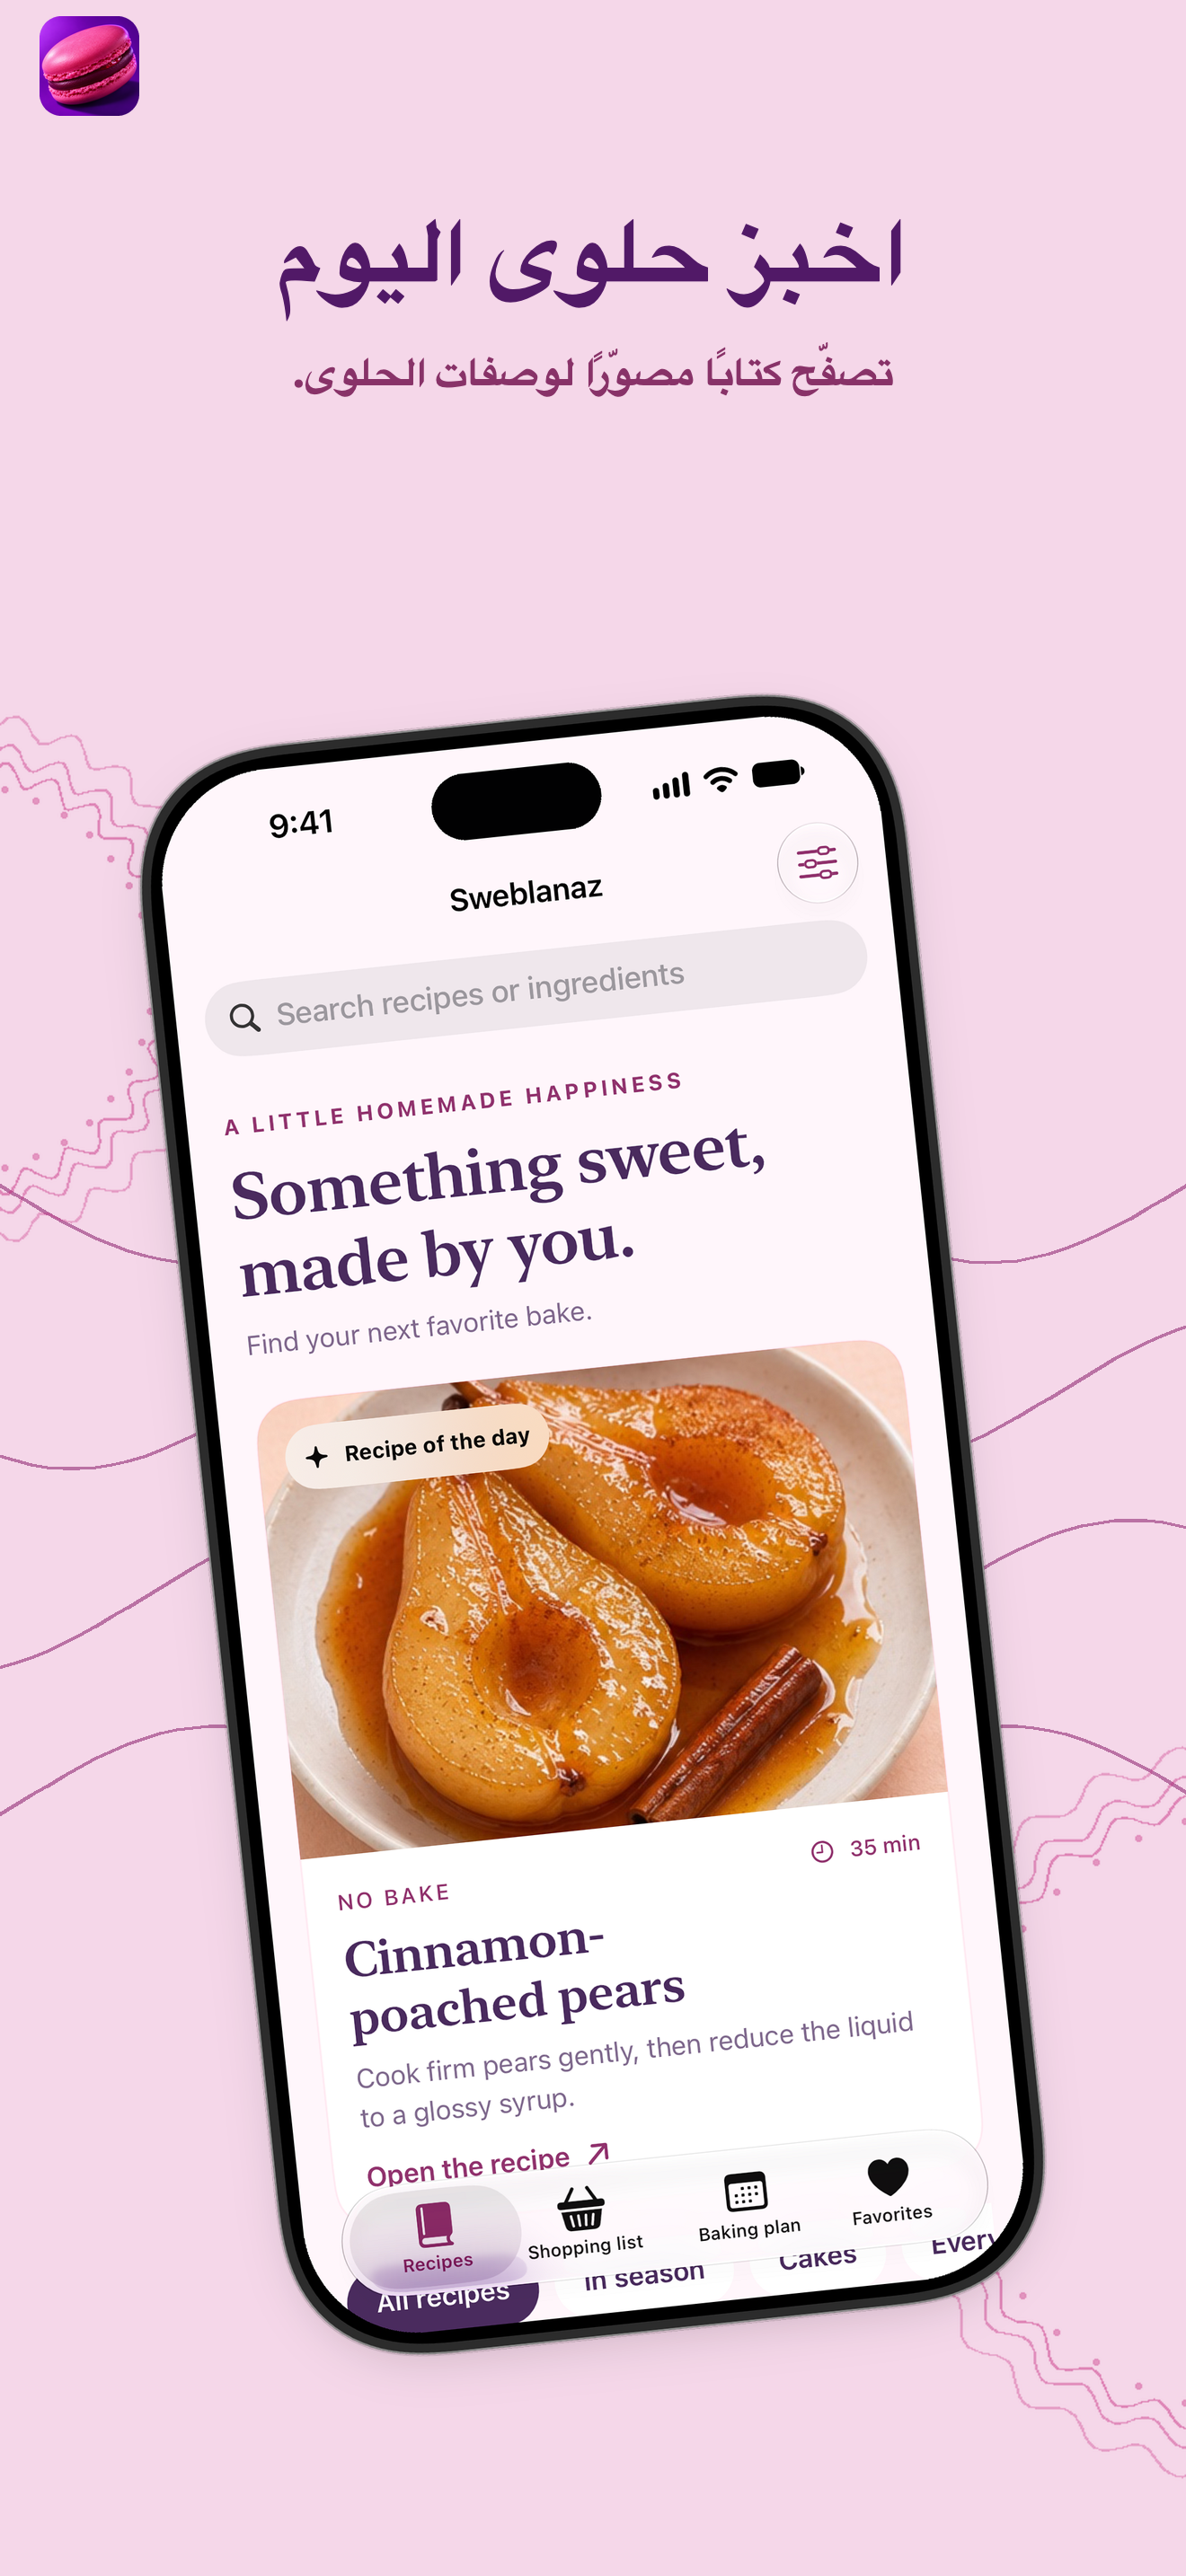 اخبز حلوى اليوم
تصفّح كتابًا مصوّرًا لوصفات الحلوى.
9:41
Sweblanaz
Search recipes or ingredients
A LITTLE HOMEMADE HAPPINESS
Something sweet,
made by you.
Find your next favorite bake.
Recipe of the day
35 min
NO BAKE
Cinnamon-
poached pears
Cook firm pears gently, then reduce the liquid
to a glossy syrup.
Open the recipe
Recipes
Shopping list
Baking plan
Favorites
All recipes
In season
Cakes
Every